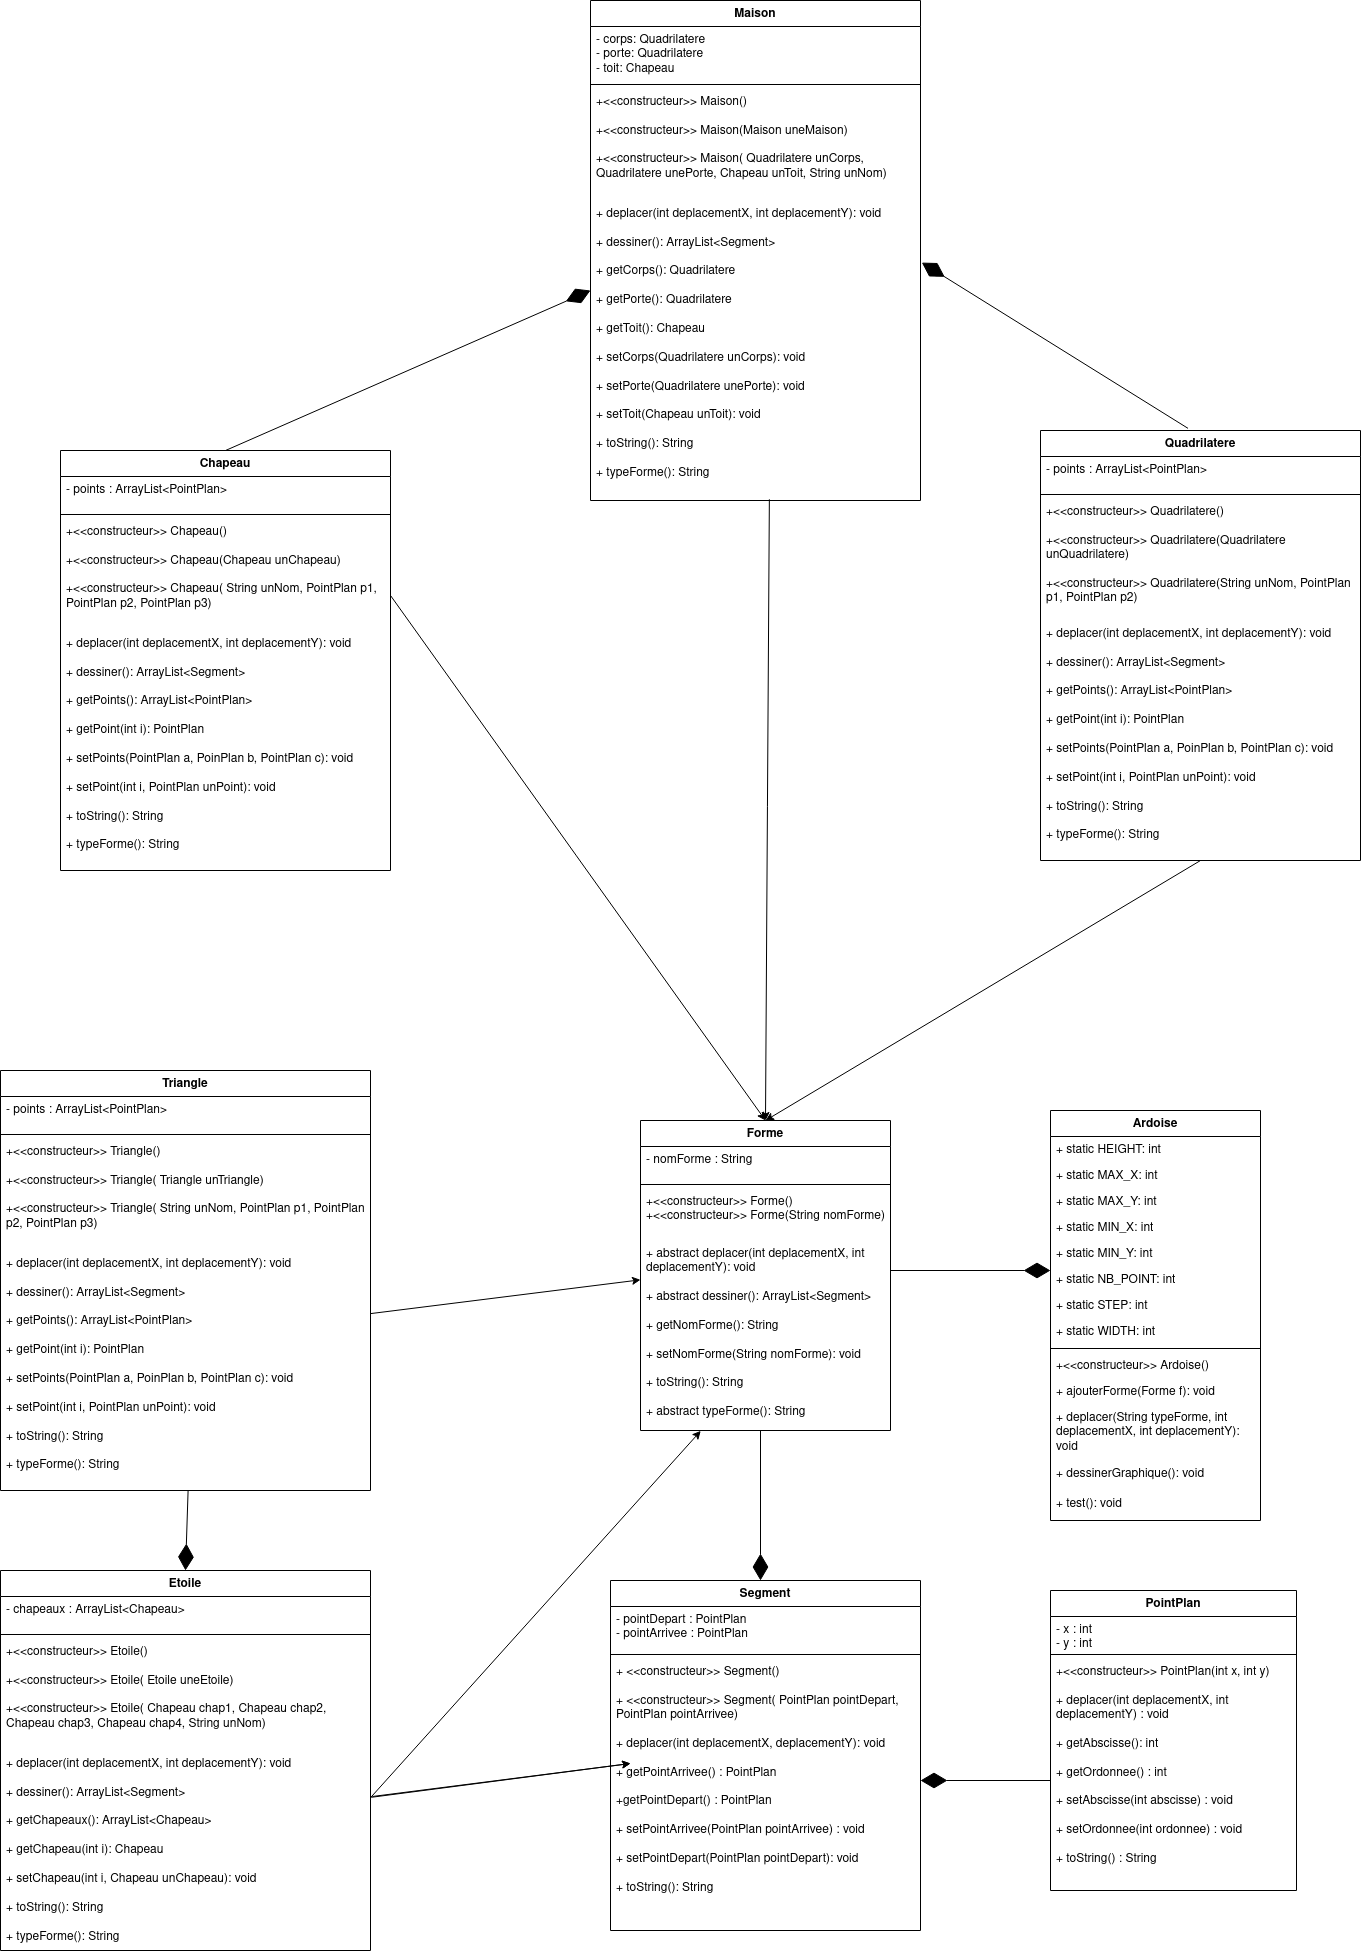 Maison
- corps: Quadrilatere
- porte: Quadrilatere
- toit: Chapeau
+<<constructeur>> Maison()
+<<constructeur>> Maison(Maison uneMaison)
+<<constructeur>> Maison( Quadrilatere unCorps,
Quadrilatere unePorte, Chapeau unToit, String unNom)
+ deplacer(int deplacementX, int deplacementY): void
+ dessiner(): ArrayList<Segment>
+ getCorps(): Quadrilatere
+ getPorte(): Quadrilatere
+ getToit(): Chapeau
+ setCorps(Quadrilatere unCorps): void
+ setPorte(Quadrilatere unePorte): void
+ setToit(Chapeau unToit): void
+ toString(): String
+ typeForme(): String
Chapeau
- points : ArrayList<PointPlan>
+<<constructeur>> Chapeau()
+<<constructeur>> Chapeau(Chapeau unChapeau)
+<<constructeur>> Chapeau( String unNom, PointPlan p1,
PointPlan p2, PointPlan p3)
+ deplacer(int deplacementX, int deplacementY): void
+ dessiner(): ArrayList<Segment>
+ getPoints(): ArrayList<PointPlan>
+ getPoint(int i): PointPlan
+ setPoints(PointPlan a, PoinPlan b, PointPlan c): void
+ setPoint(int i, PointPlan unPoint): void
+ toString(): String
+ typeForme(): String
Quadrilatere
- points : ArrayList<PointPlan>
+<<constructeur>> Quadrilatere()
+<<constructeur>> Quadrilatere(Quadrilatere
unQuadrilatere)
+<<constructeur>> Quadrilatere(String unNom, PointPlan
p1, PointPlan p2)
+ deplacer(int deplacementX, int deplacementY): void
+ dessiner(): ArrayList<Segment>
+ getPoints(): ArrayList<PointPlan>
+ getPoint(int i): PointPlan
+ setPoints(PointPlan a, PoinPlan b, PointPlan c): void
+ setPoint(int i, PointPlan unPoint): void
+ toString(): String
+ typeForme(): String
Triangle
- points : ArrayList<PointPlan>
+<<constructeur>> Triangle()
+<<constructeur>> Triangle( Triangle unTriangle)
+<<constructeur>> Triangle( String unNom, PointPlan p1, PointPlan
p2, PointPlan p3)
+ deplacer(int deplacementX, int deplacementY): void
+ dessiner(): ArrayList<Segment>
+ getPoints(): ArrayList<PointPlan>
+ getPoint(int i): PointPlan
+ setPoints(PointPlan a, PoinPlan b, PointPlan c): void
+ setPoint(int i, PointPlan unPoint): void
+ toString(): String
+ typeForme(): String
Forme
- nomForme : String
+<<constructeur>> Forme()
+<<constructeur>> Forme(String nomForme)
+ abstract deplacer(int deplacementX, int
deplacementY): void
+ abstract dessiner(): ArrayList<Segment>
+ getNomForme(): String
+ setNomForme(String nomForme): void
+ toString(): String
+ abstract typeForme(): String
Ardoise
+ static HEIGHT: int
+ static MAX_X: int
+ static MAX_Y: int
+ static MIN_X: int
+ static MIN_Y: int
+ static NB_POINT: int
+ static STEP: int
+ static WIDTH: int
+<<constructeur>> Ardoise()
+ ajouterForme(Forme f): void
+ deplacer(String typeForme, int
deplacementX, int deplacementY):
void
+ dessinerGraphique(): void
+ test(): void
Etoile
- chapeaux : ArrayList<Chapeau>
+<<constructeur>> Etoile()
+<<constructeur>> Etoile( Etoile uneEtoile)
+<<constructeur>> Etoile( Chapeau chap1, Chapeau chap2,
Chapeau chap3, Chapeau chap4, String unNom)
+ deplacer(int deplacementX, int deplacementY): void
+ dessiner(): ArrayList<Segment>
+ getChapeaux(): ArrayList<Chapeau>
+ getChapeau(int i): Chapeau
+ setChapeau(int i, Chapeau unChapeau): void
+ toString(): String
+ typeForme(): String
Segment
- pointDepart : PointPlan
- pointArrivee : PointPlan
+ <<constructeur>> Segment()
+ <<constructeur>> Segment( PointPlan pointDepart,
PointPlan pointArrivee)
+ deplacer(int deplacementX, deplacementY): void
+ getPointArrivee() : PointPlan
+getPointDepart() : PointPlan
+ setPointArrivee(PointPlan pointArrivee) : void
+ setPointDepart(PointPlan pointDepart): void
+ toString(): String
PointPlan
- x : int
- y : int
+<<constructeur>> PointPlan(int x, int y)
+ deplacer(int deplacementX, int
deplacementY) : void
+ getAbscisse(): int
+ getOrdonnee() : int
+ setAbscisse(int abscisse) : void
+ setOrdonnee(int ordonnee) : void
+ toString() : String